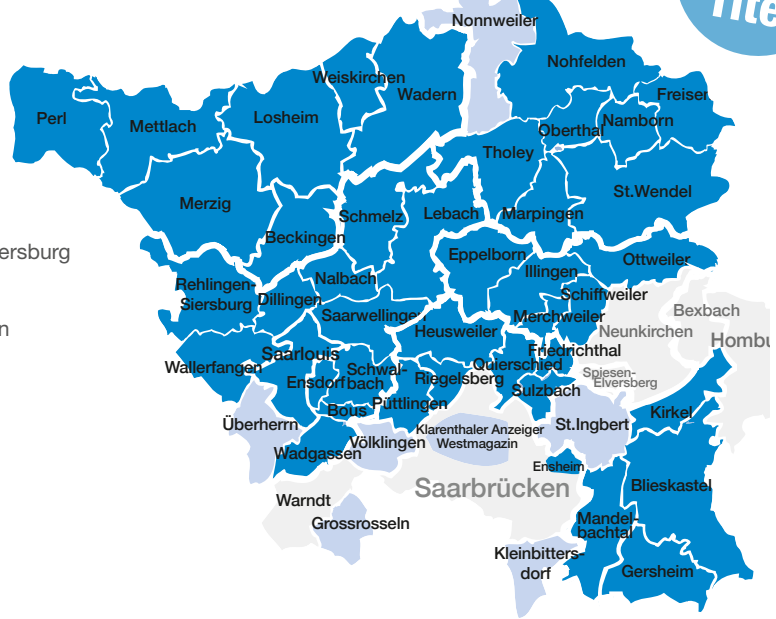 Tite
Nonnweiler
Nohfelden
Weiskirchen
Wadern
Freisen
Perl
Mettlach
Losheim
Oberthal
Namborn
Tholey
St.Wendel
Merzig
Schmelz
Lebach
Marpingen
Beckingen
ersburg
Eppelborn
Illingen
Ottweiler
Rehlingen-
Siersburg
Dillingen
Nalbach
Schiffweiler
Saarwellingen
Merchweiler
Bexbach
n
Heusweiler
Neunkirchen
Hombu
Wallerfangen
Saarlouis
Friedrichthal
Quierschied
Ensdorf
Schwal-
bach
Riegelsberg
Spiesen-
Elversberg
Sulzbach
Bous
Püttlingen
Kirkel
Überherrn
Völklingen
Klarenthaler Anzeiger
Westmagazin
St.Ingbert
Wadgassen
Ensheim
Saarbrücken
Blieskastel
Warndt
Grossrosseln
Mandel-
bachtal
Kleinbitters-
dorf
Gersheim